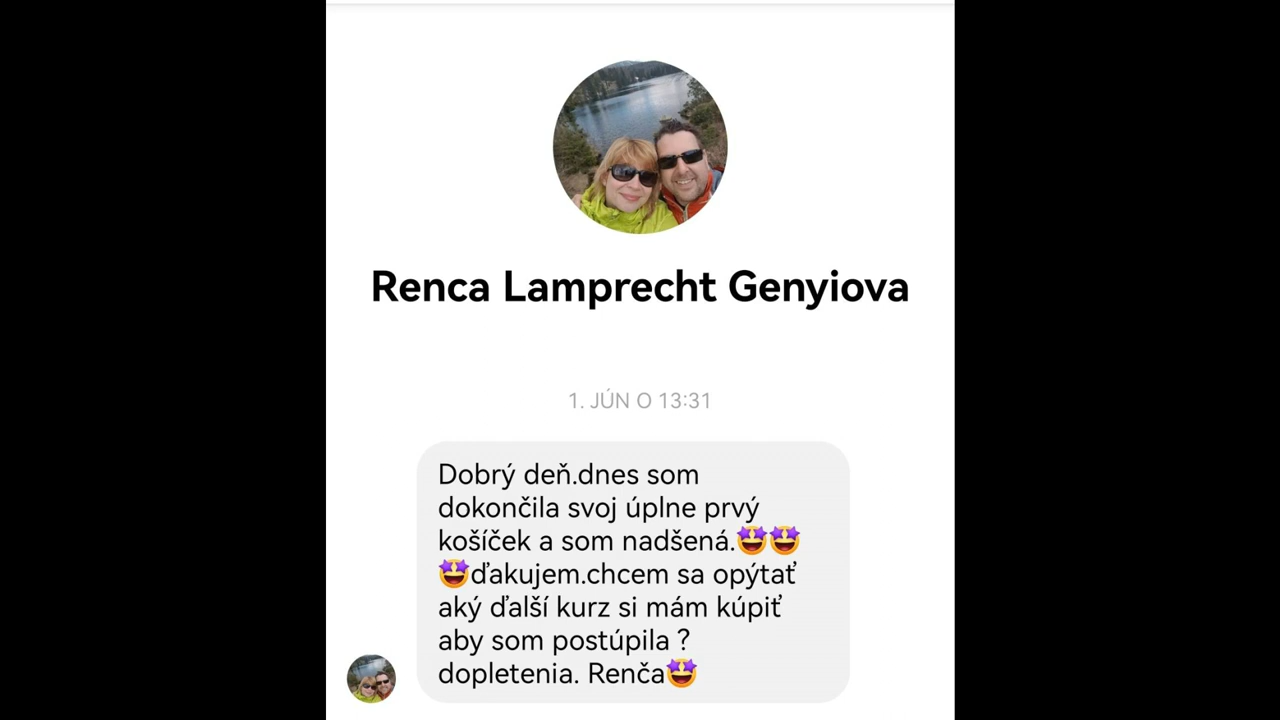 Renca Lamprecht Genyiova
1. JÚN O 13:31
Dobrý deň.dnes som
dokončila svoj úplne prvý
košíček a som nadšená.🤩🤩
🤩ďakujem.chcem sa opýtať
aký ďalší kurz si mám kúpiť
aby som postúpila ?
dopletenia. Renča🤩